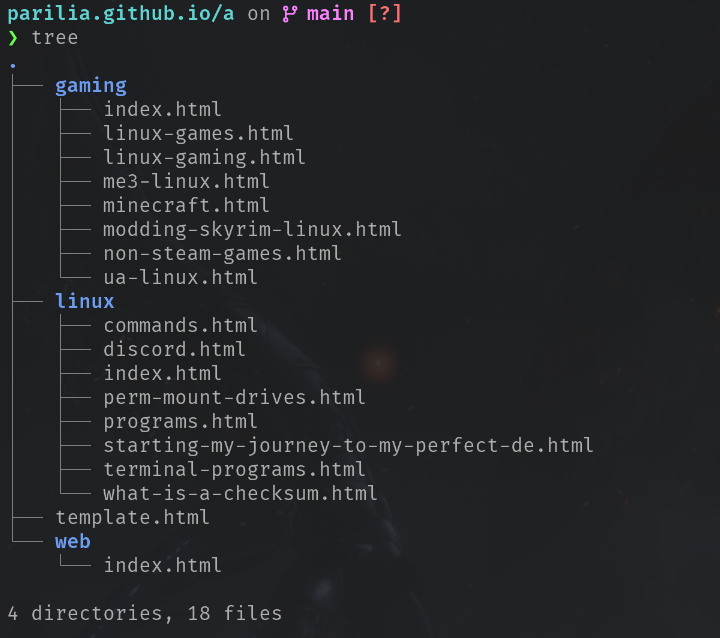 parilia.github.io/a on main [?]
❯ tree
.
├── gaming
│   ├── index.html
│   ├── linux-games.html
│   ├── linux-gaming.html
│   ├── me3-linux.html
│   ├── minecraft.html
│   ├── modding-skyrim-linux.html
│   ├── non-steam-games.html
│   └── ua-linux.html
├── linux
│   ├── commands.html
│   ├── discord.html
│   ├── index.html
│   ├── perm-mount-drives.html
│   ├── programs.html
│   ├── starting-my-journey-to-my-perfect-de.html
│   ├── terminal-programs.html
│   └── what-is-a-checksum.html
├── template.html
└── web
    └── index.html
4 directories, 18 files